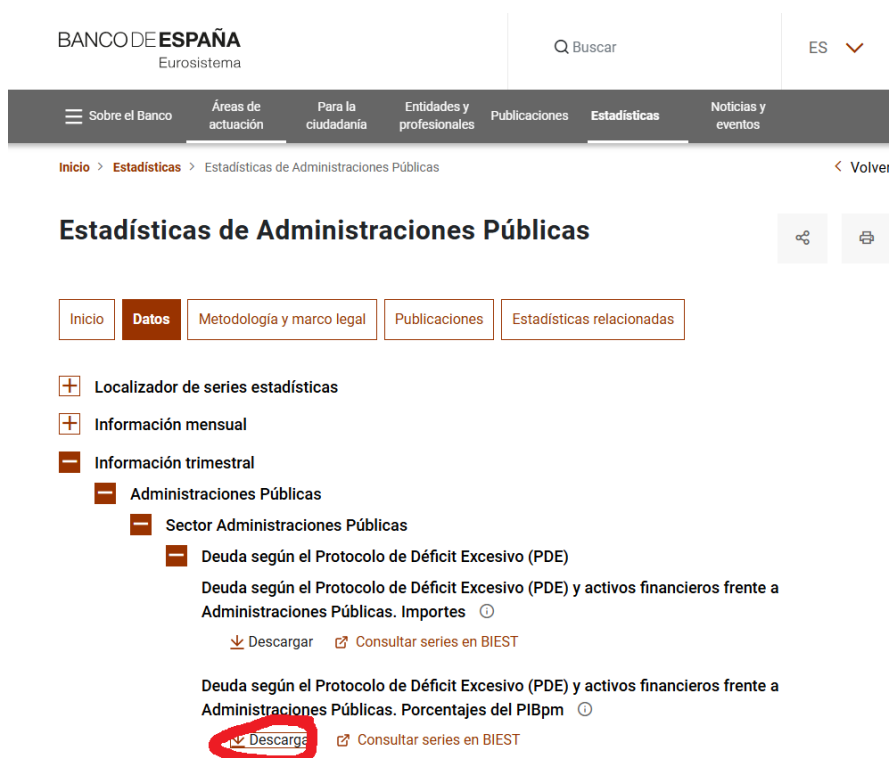 BANCO DE ESPAÑA
Eurosistema
Buscar
ES
Sobre el Banco
Áreas de
actuación
Para la
ciudadanía
Entidades y
profesionales
Publicaciones
Estadísticas
Noticias y
eventos
Inicio > Estadísticas > Estadísticas de Administraciones Públicas
< Volver
Estadísticas de Administraciones Públicas
Inicio
Datos
Metodología y marco legal
Publicaciones
Estadísticas relacionadas
Localizador de series estadísticas
Información mensual
Información trimestral
Administraciones Públicas
Sector Administraciones Públicas
Deuda según el Protocolo de Déficit Excesivo (PDE)
Deuda según el Protocolo de Déficit Excesivo (PDE) y activos financieros frente a
Administraciones Públicas. Importes
Descargar Consultar series en BIEST
Deuda según el Protocolo de Déficit Excesivo (PDE) y activos financieros frente a
Administraciones Públicas. Porcentajes del PIBpm
Descarga Consultar series en BIEST